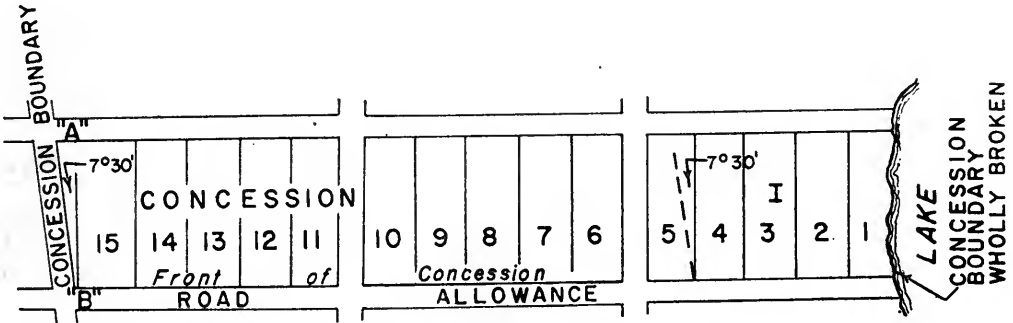 BOUNDARY
"A"
CONCESSION
7°30'
7°30'
CONCESSION
I
15 14 13 12 11 10 9 8 7 6 5 4 3 2 1
Front of Concession
"B"
ROAD ALLOWANCE
LAKE
CONCESSION
BOUNDARY
WHOLLY BROKEN